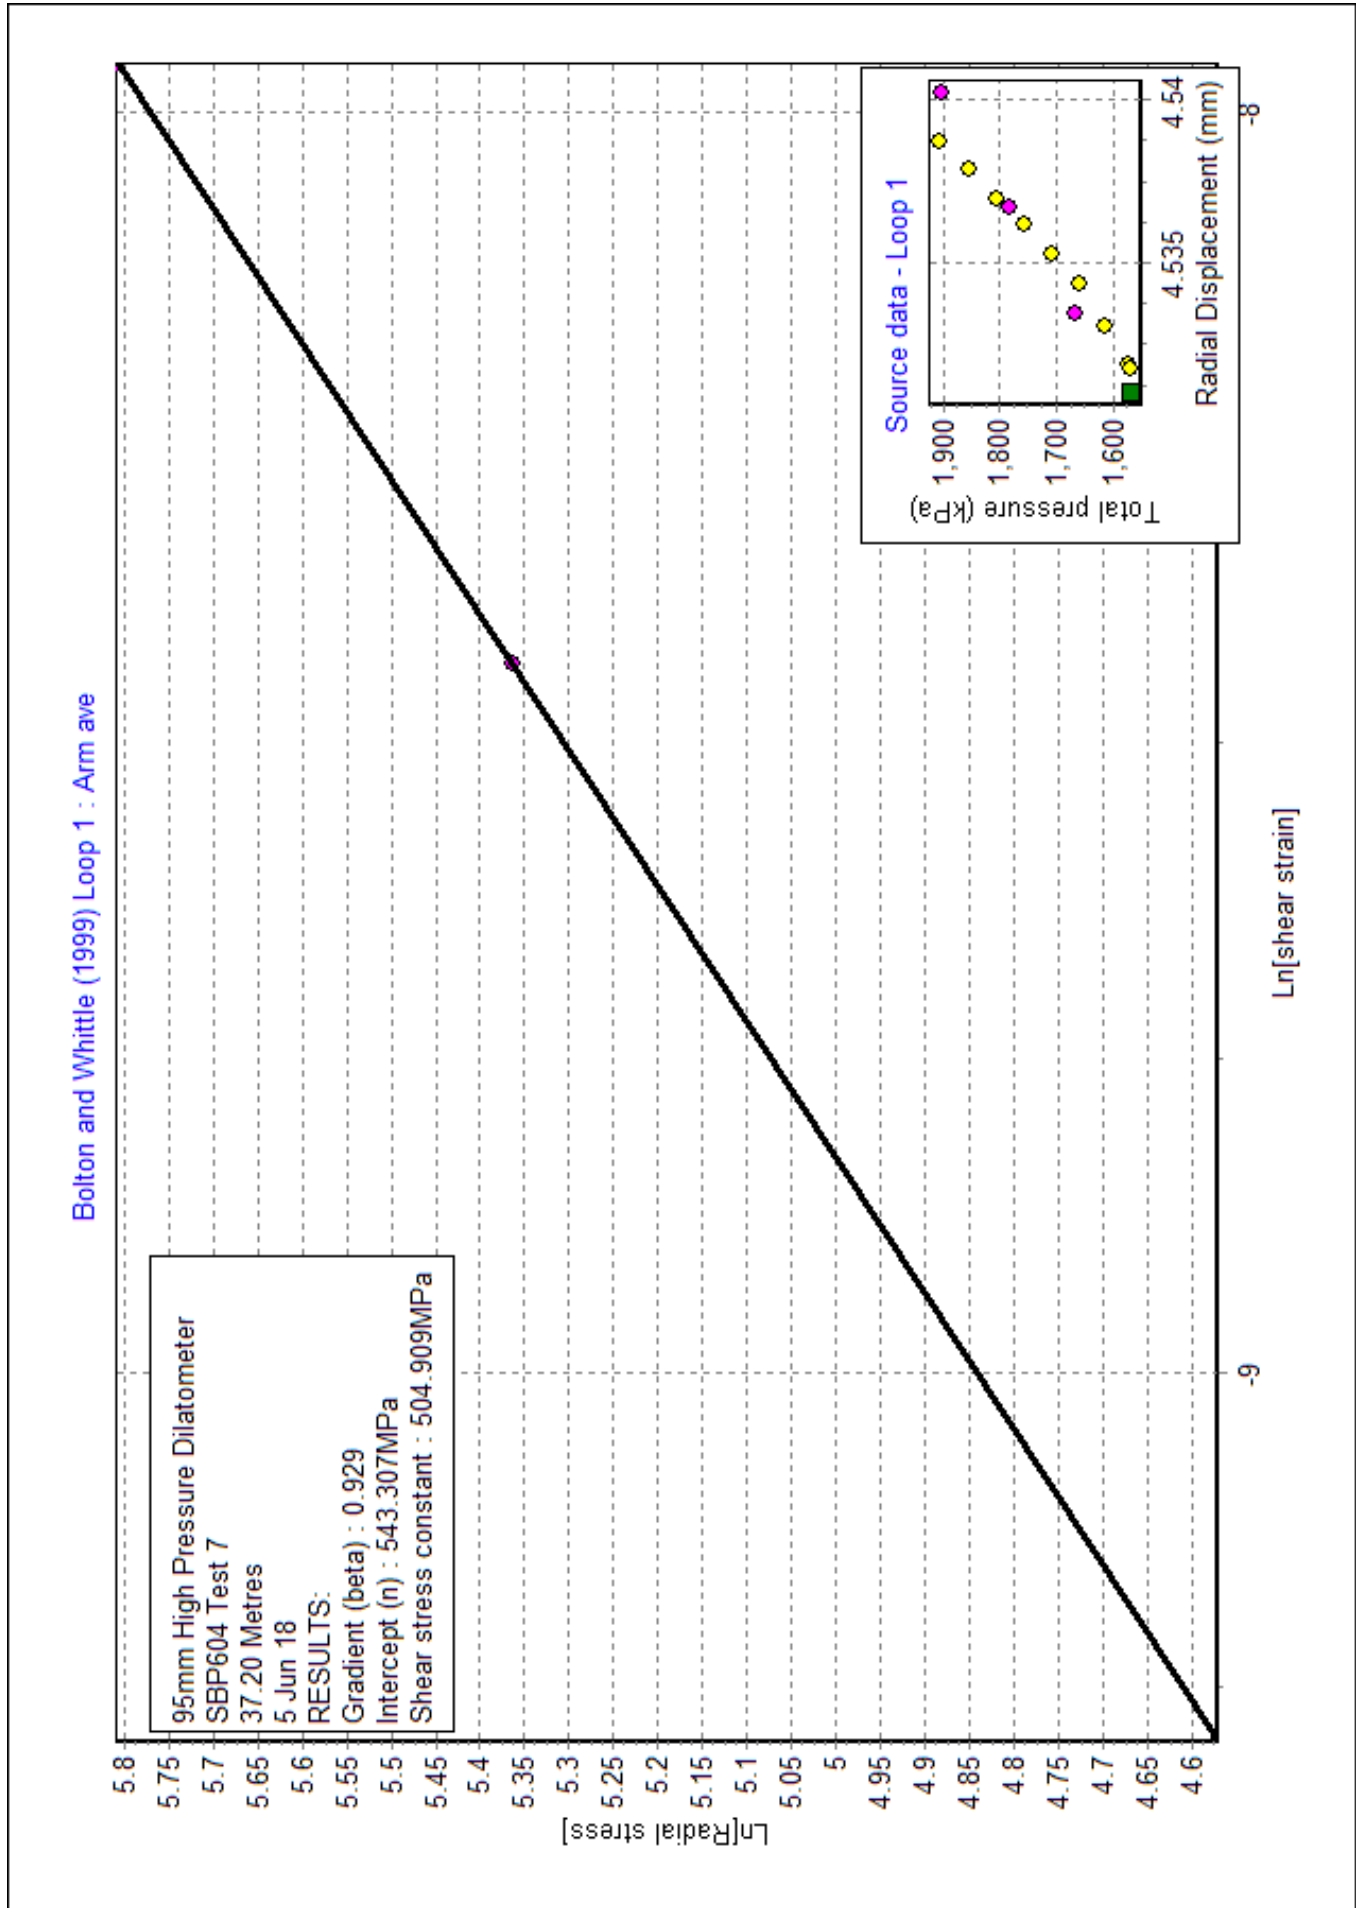 Bolton and Whittle (1999) Loop 1 : Arm ave
95mm High Pressure Dilatometer
SBP604 Test 7
37.20 Metres
5 Jun 18
RESULTS:
Gradient (beta) : 0.929
Intercept (n) : 543.307MPa
Shear stress constant : 504.909MPa
Ln[Radial stress]
5.8
5.75
5.7
5.65
5.6
5.55
5.5
5.45
5.4
5.35
5.3
5.25
5.2
5.15
5.1
5.05
5
4.95
4.9
4.85
4.8
4.75
4.7
4.65
4.6
-9
-8
Ln[shear strain]
Source data - Loop 1
Total pressure (kPa)
1,900
1,800
1,700
1,600
4.535
4.54
Radial Displacement (mm)